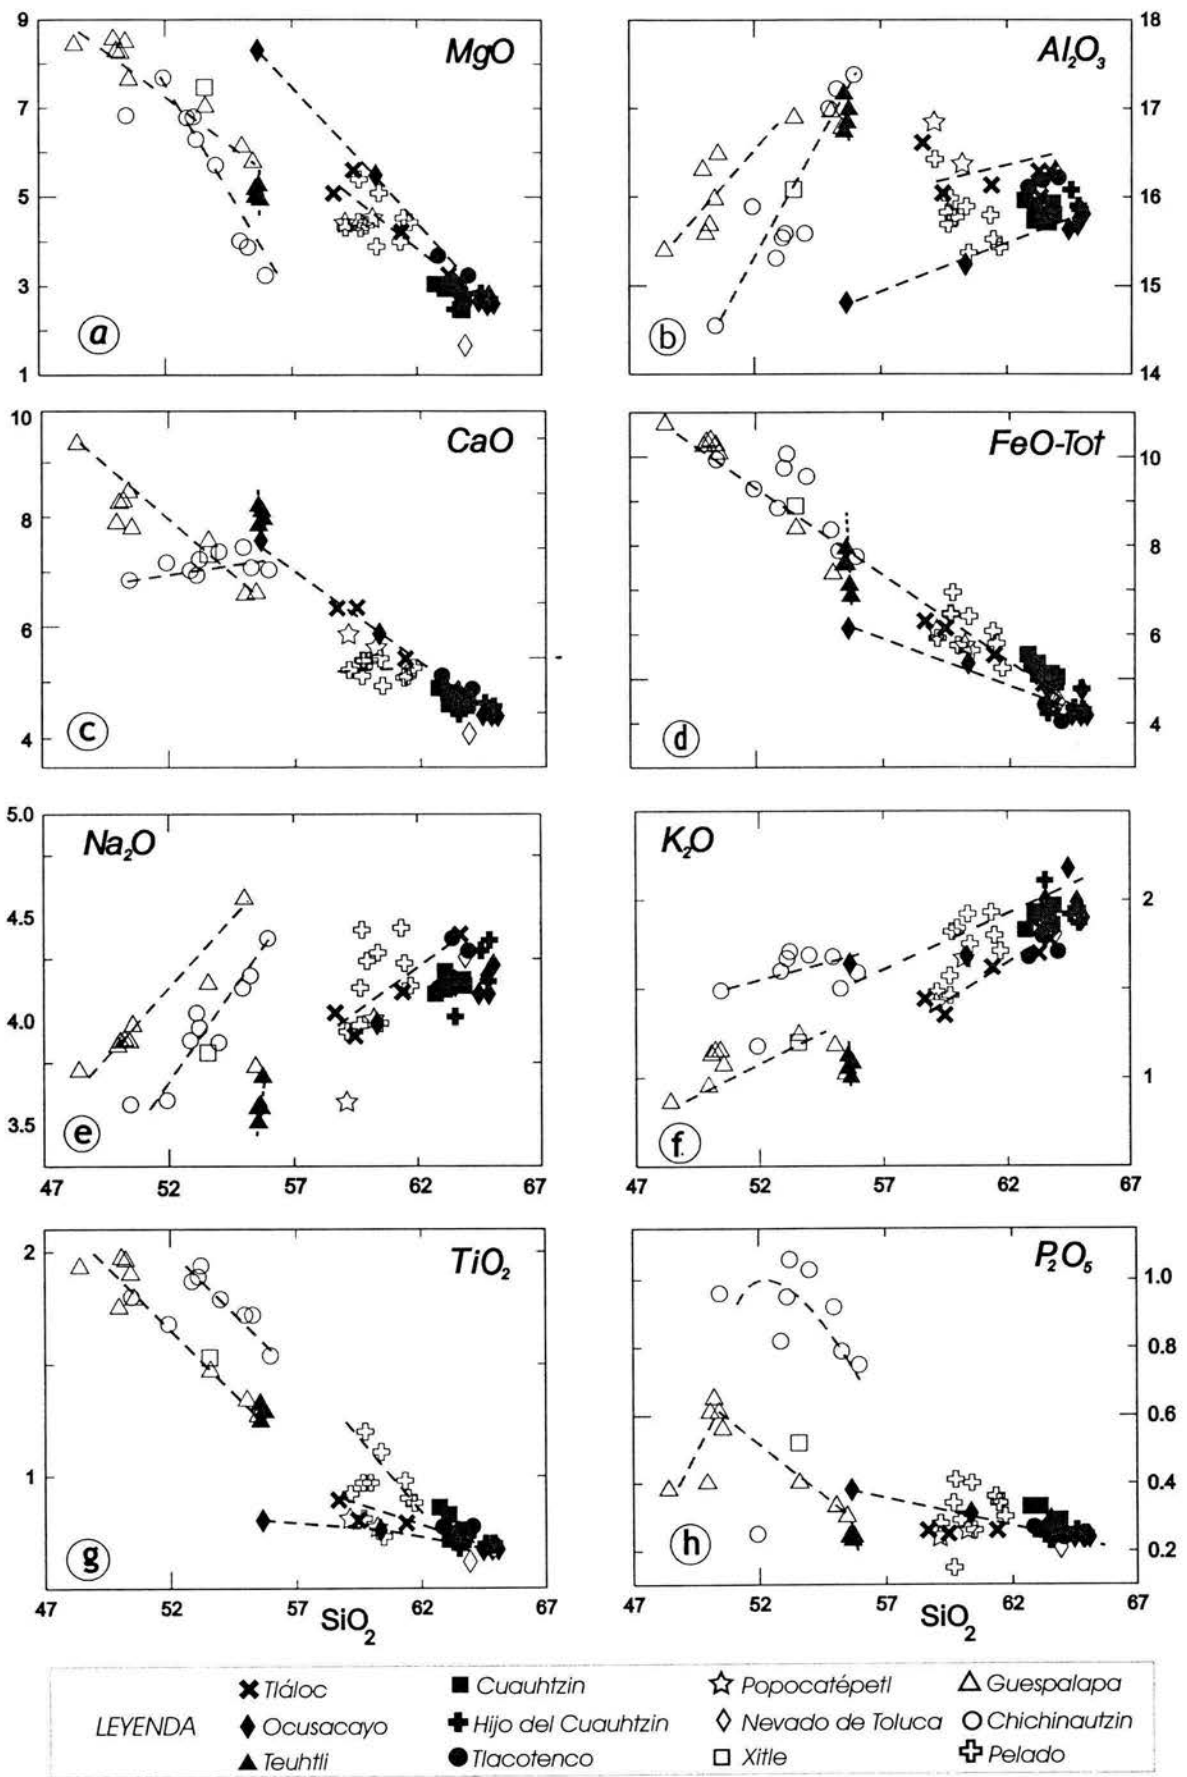 9
7
5
3
1
MgO
a
18
17
16
15
14
Al₂O₃
b
10
8
6
4
CaO
c
10
8
6
4
FeO-Tot
d
5.0
4.5
4.0
3.5
Na₂O
e
47 52 57 62 67
2
1
K₂O
f
47 52 57 62 67
2
1
TiO₂
g
47 52 57 62 67
SiO₂
1.0
0.8
0.6
0.4
0.2
P₂O₅
h
47 52 57 62 67
SiO₂
LEYENDA
Tláloc
Cuauhtzin
Popocatépetl
Guespalapa
Ocusacayo
Hijo del Cuauhtzin
Nevado de Toluca
Chichinautzin
Teuhtli
Tlacotenco
Xitle
Pelado